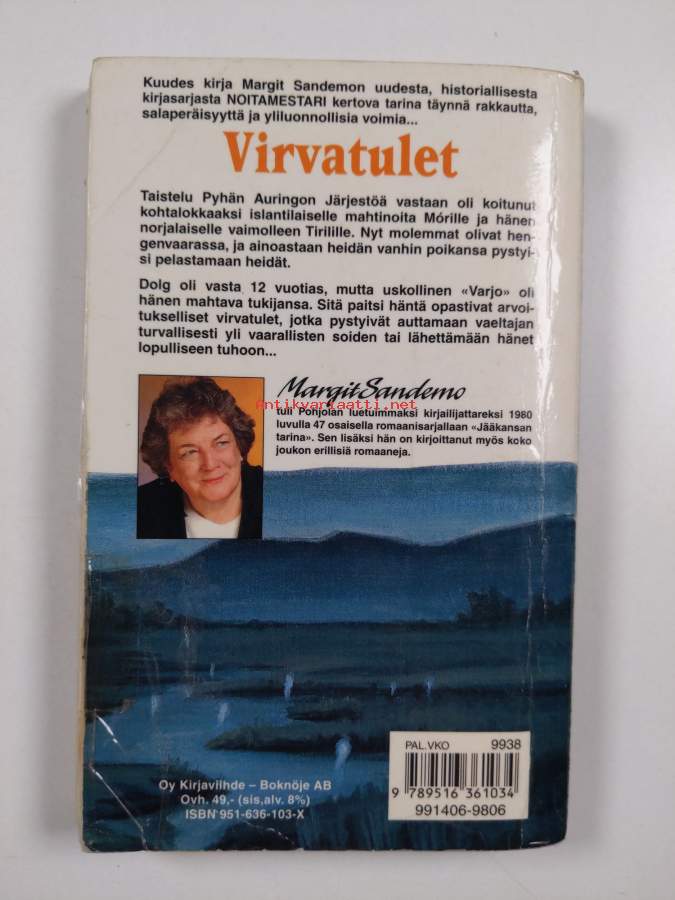 Kuudes kirja Margit Sandemon uudesta, historiallisesta
kirjasarjasta NOITAMESTARI kertova tarina täynnä rakkautta,
salaperäisyyttä ja yliluonnollisia voimia...
Virvatulet
Taistelu Pyhän Auringon Järjestöä vastaan oli koitunut
kohtalokkaaksi islantilaiselle mahtinoita Mórille ja hänen
norjalaiselle vaimolleen Tirilille. Nyt molemmat olivat hen-
genvaarassa, ja ainoastaan heidän vanhin poikansa pystyi-
si pelastamaan heidät.
Dolg oli vasta 12 vuotias, mutta uskollinen «Varjo» oli
hänen mahtava tukijansa. Sitä paitsi häntä opastivat arvoi-
tukselliset virvatulet, jotka pystyivät auttamaan vaeltajan
turvallisesti yli vaarallisten soiden tai lähettämään hänet
lopulliseen tuhoon...
Margit Sandemo
Antikvariaatti.net
tuli Pohjolan luetuimmaksi kirjailijattareksi 1980
luvulla 47 osaisella romaanisarjallaan «Jääkansan
tarina». Sen lisäksi hän on kirjoittanut myös koko
joukon erillisiä romaaneja.
PAL.VKO 9938
9 789516 361034
991406-9806
Oy Kirjaviihde – Boknöje AB
Ovh. 49,- (sis,alv. 8%)
ISBN 951-636-103-X